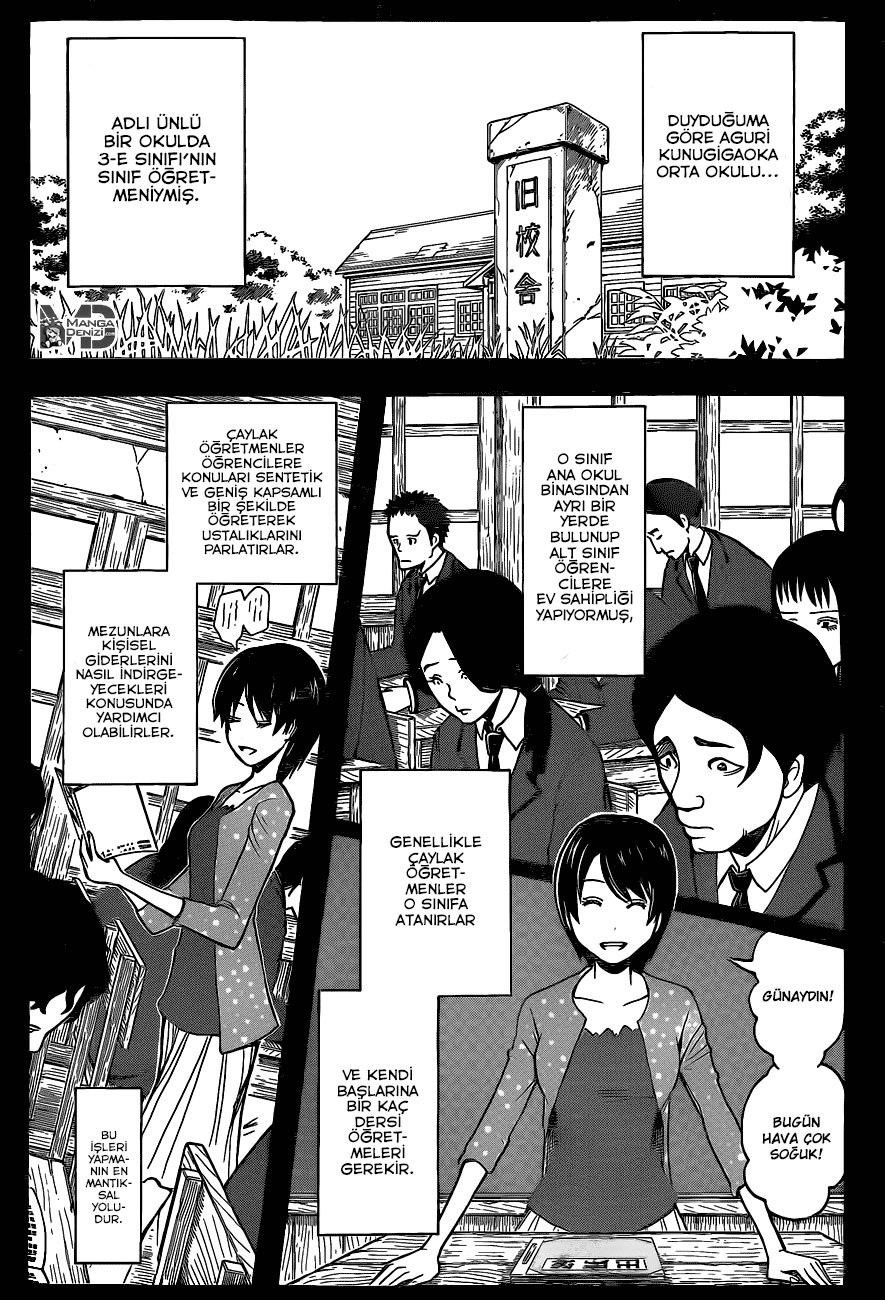 DUYDUĞUMA
GÖRE AGURI
KUNUGIGAOKA
ORTA OKULU...
ADLI ÜNLÜ
BİR OKULDA
3-E SINIFI'NIN
SINIF ÖĞRET-
MENİYMİŞ.
旧校舎
MANGA
DENİZİ
O SINIF
ANA OKUL
BİNASINDAN
AYRI BİR
YERDE
BULUNUP
ALT SINIF
ÖĞREN-
CİLERE
EV SAHİPLİĞİ
YAPIYORMUŞ,
GENELLİKLE
ÇAYLAK
ÖĞRET-
MENLER
O SINIFA
ATANIRLAR
VE KENDİ
BAŞLARINA
BİR KAÇ
DERSİ
ÖĞRET-
MELERİ
GEREKİR.
GÜNAYDIN!
BUGÜN
HAVA ÇOK
SOĞUK!
ÇAYLAK
ÖĞRETMENLER
ÖĞRENCİLERE
KONULARI SENTETİK
VE GENİŞ KAPSAMLI
BİR ŞEKİLDE
ÖĞRETEREK
USTALIKLARINI
PARLATIRLAR.
MEZUNLARA
KİŞİSEL
GİDERLERİNİ
NASIL İNDİRGE-
YECEKLERİ
KONUSUNDA
YARDIMCI
OLABİLİRLER.
BU
İŞLERİ
YAPMA-
NIN EN
MANTIK-
SAL
YOLU-
DUR.